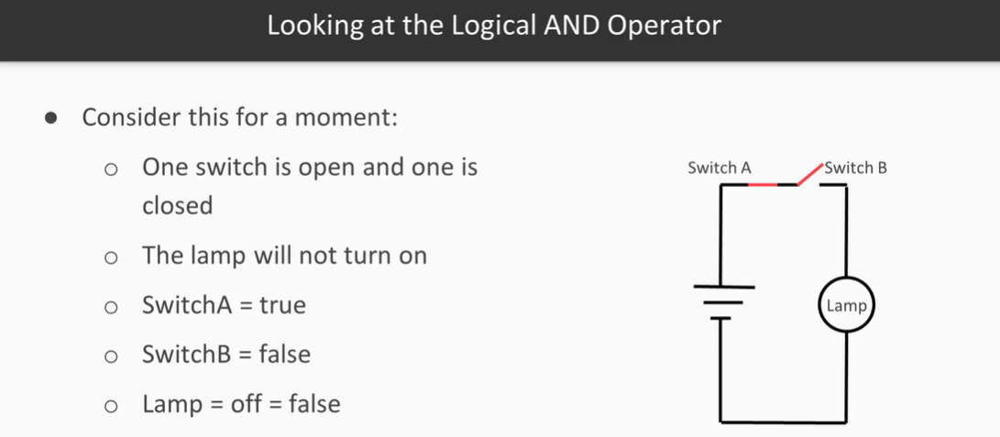 Looking at the Logical AND Operator
● Consider this for a moment:
○ One switch is open and one is
closed
○ The lamp will not turn on
○ SwitchA = true
○ SwitchB = false
○ Lamp = off = false
Switch A
Switch B
Lamp